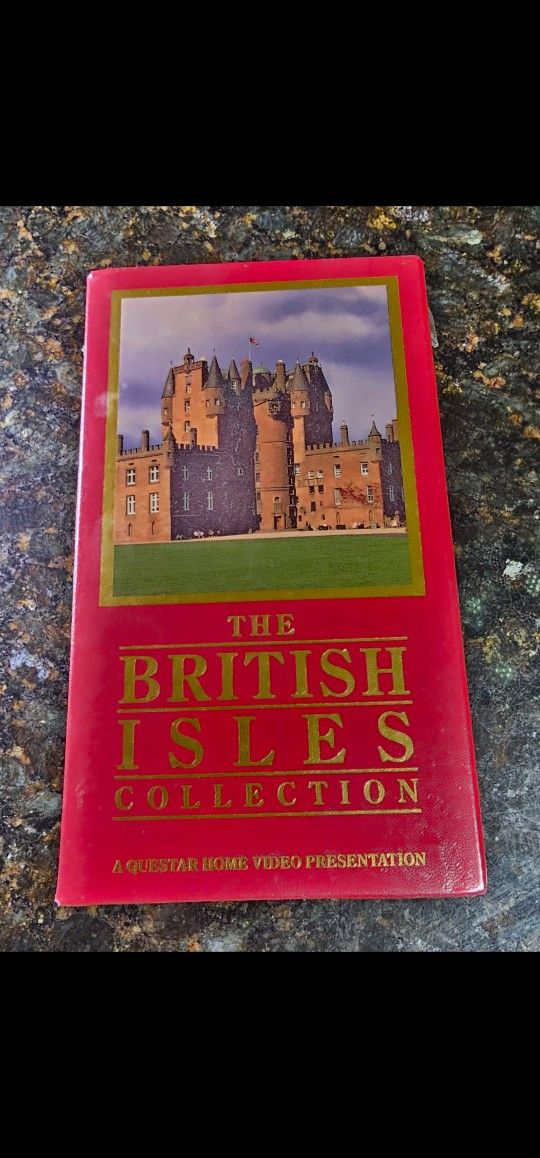 THE
BRITISH
ISLES
COLLECTION
A QUESTAR HOME VIDEO PRESENTATION